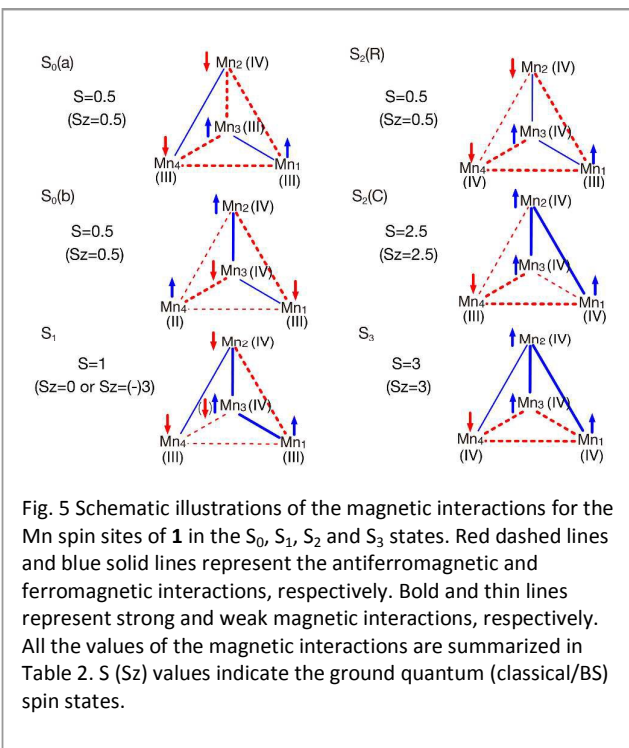 S0(a)
S=0.5
(Sz=0.5)
Mn2 (IV)
Mn3 (III)
Mn4
(III)
Mn1
(III)
S2(R)
S=0.5
(Sz=0.5)
Mn2 (IV)
Mn3 (IV)
Mn4
(IV)
Mn1
(III)
S0(b)
S=0.5
(Sz=0.5)
Mn2 (IV)
Mn3 (IV)
Mn4
(II)
Mn1
(III)
S2(C)
S=2.5
(Sz=2.5)
Mn2 (IV)
Mn3 (IV)
Mn4
(III)
Mn1
(IV)
S1
S=1
(Sz=0 or Sz=(-)3)
Mn2 (IV)
( )
Mn3 (IV)
Mn4
(III)
Mn1
(III)
S3
S=3
(Sz=3)
Mn2 (IV)
Mn3 (IV)
Mn4
(IV)
Mn1
(IV)
Fig. 5 Schematic illustrations of the magnetic interactions for the
Mn spin sites of 1 in the S0, S1, S2 and S3 states. Red dashed lines
and blue solid lines represent the antiferromagnetic and
ferromagnetic interactions, respectively. Bold and thin lines
represent strong and weak magnetic interactions, respectively.
All the values of the magnetic interactions are summarized in
Table 2. S (Sz) values indicate the ground quantum (classical/BS)
spin states.